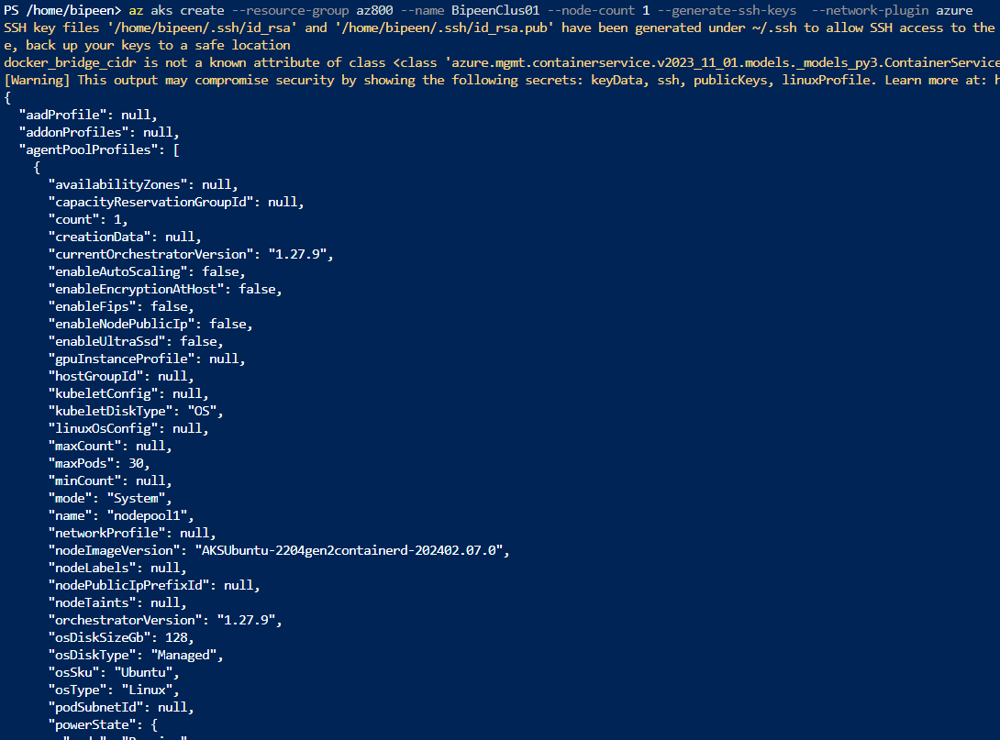 PS /home/bipeen> az aks create --resource-group az800 --name BipeenClus01 --node-count 1 --generate-ssh-keys  --network-plugin azure
SSH key files '/home/bipeen/.ssh/id_rsa' and '/home/bipeen/.ssh/id_rsa.pub' have been generated under ~/.ssh to allow SSH access to the
e, back up your keys to a safe location
docker_bridge_cidr is not a known attribute of class <class 'azure.mgmt.containerservice.v2023_11_01.models._models_py3.ContainerService
[Warning] This output may compromise security by showing the following secrets: keyData, ssh, publicKeys, linuxProfile. Learn more at: h
{
  "aadProfile": null,
  "addonProfiles": null,
  "agentPoolProfiles": [
    {
      "availabilityZones": null,
      "capacityReservationGroupId": null,
      "count": 1,
      "creationData": null,
      "currentOrchestratorVersion": "1.27.9",
      "enableAutoScaling": false,
      "enableEncryptionAtHost": false,
      "enableFips": false,
      "enableNodePublicIp": false,
      "enableUltraSsd": false,
      "gpuInstanceProfile": null,
      "hostGroupId": null,
      "kubeletConfig": null,
      "kubeletDiskType": "OS",
      "linuxOsConfig": null,
      "maxCount": null,
      "maxPods": 30,
      "minCount": null,
      "mode": "System",
      "name": "nodepool1",
      "networkProfile": null,
      "nodeImageVersion": "AKSUbuntu-2204gen2containerd-202402.07.0",
      "nodeLabels": null,
      "nodePublicIpPrefixId": null,
      "nodeTaints": null,
      "orchestratorVersion": "1.27.9",
      "osDiskSizeGb": 128,
      "osDiskType": "Managed",
      "osSku": "Ubuntu",
      "osType": "Linux",
      "podSubnetId": null,
      "powerState": {